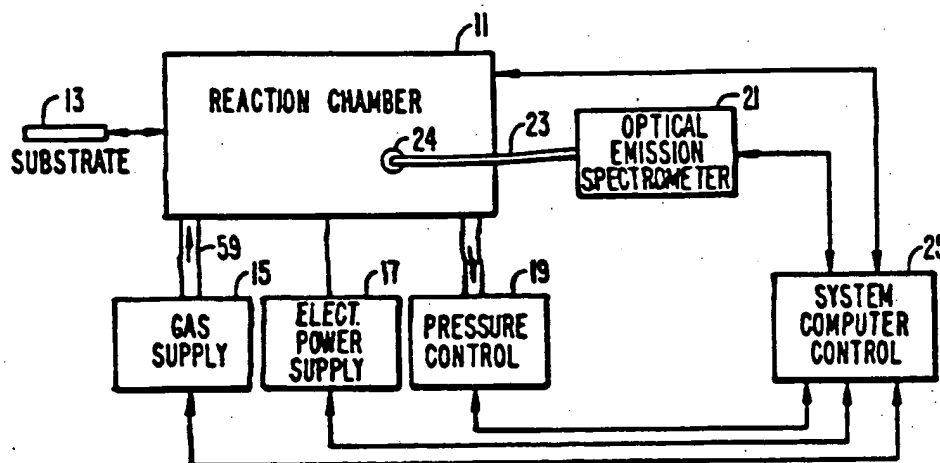 11
REACTION CHAMBER
13
SUBSTRATE
24
23
21
OPTICAL
EMISSION
SPECTROMETER
59
15
GAS
SUPPLY
17
ELECT.
POWER
SUPPLY
19
PRESSURE
CONTROL
25
SYSTEM
COMPUTER
CONTROL